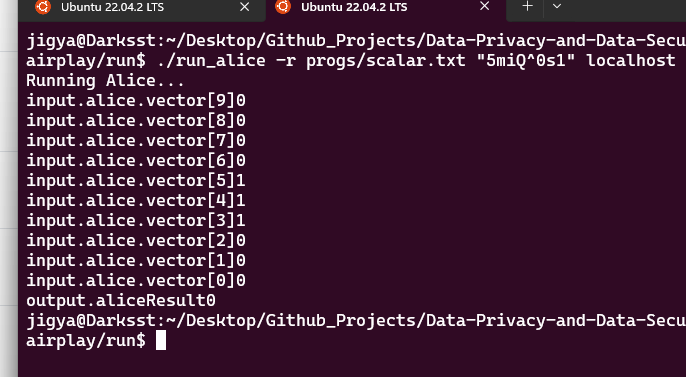 Ubuntu 22.04.2 LTS
Ubuntu 22.04.2 LTS
jigya@Darksst:~/Desktop/Github_Projects/Data-Privacy-and-Data-Secu
airplay/run$ ./run_alice -r progs/scalar.txt "5miQ^0s1" localhost
Running Alice...
input.alice.vector[9]0
input.alice.vector[8]0
input.alice.vector[7]0
input.alice.vector[6]0
input.alice.vector[5]1
input.alice.vector[4]1
input.alice.vector[3]1
input.alice.vector[2]0
input.alice.vector[1]0
input.alice.vector[0]0
output.aliceResult0
jigya@Darksst:~/Desktop/Github_Projects/Data-Privacy-and-Data-Secu
airplay/run$